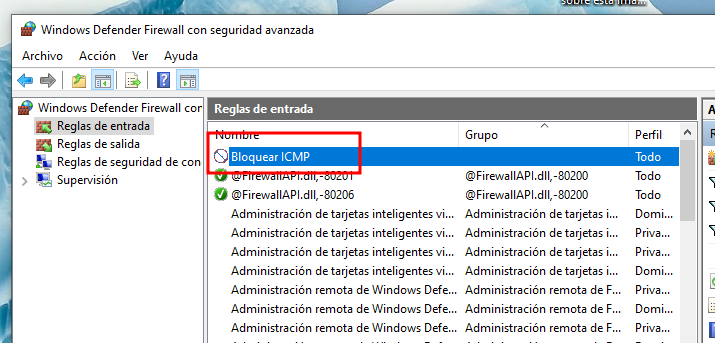 sobre esta ima...
Windows Defender Firewall con seguridad avanzada
Archivo Acción Ver Ayuda
Windows Defender Firewall con
Reglas de entrada
Reglas de salida
Reglas de seguridad de con
Supervisión
Reglas de entrada
Nombre Grupo Perfil
Bloquear ICMP Todo
@FirewallAPI.dll,-80201 @FirewallAPI.dll,-80200 Todo
@FirewallAPI.dll,-80206 @FirewallAPI.dll,-80200 Todo
Administración de tarjetas inteligentes vi... Administración de tarjetas i... Domi...
Administración de tarjetas inteligentes vi... Administración de tarjetas i... Priva...
Administración de tarjetas inteligentes vi... Administración de tarjetas i... Priva...
Administración de tarjetas inteligentes vi... Administración de tarjetas i... Domi...
Administración remota de Windows Defe... Administración remota de F... Domi...
Administración remota de Windows Defe... Administración remota de F... Priva...
Administración remota de Windows Defe... Administración remota de F... Domi...